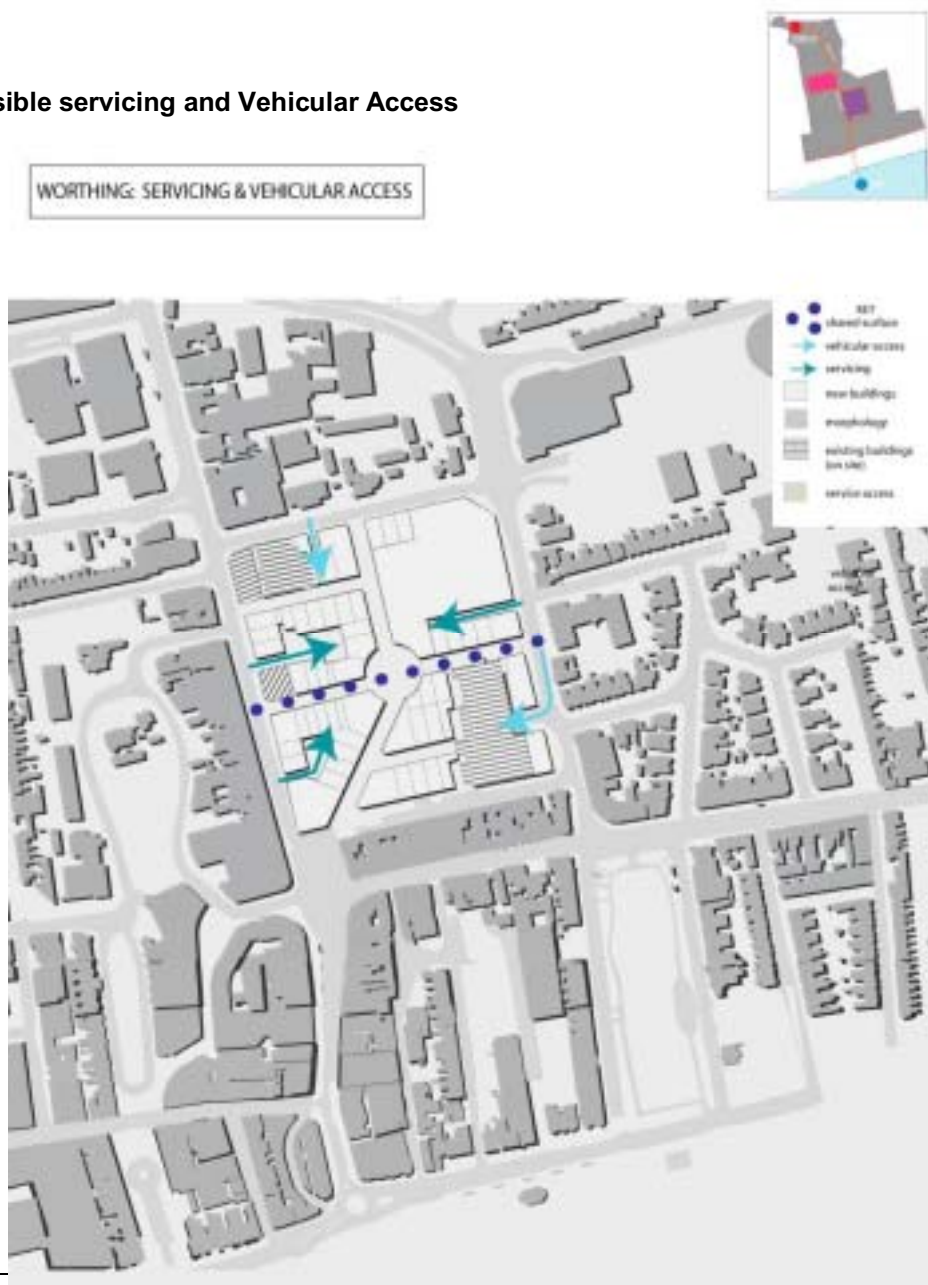 sible servicing and Vehicular Access
WORTHING: SERVICING & VEHICULAR ACCESS
KEY
shared surface
vehicular access
servicing
new buildings
morphology
existing buildings
(on site)
service access